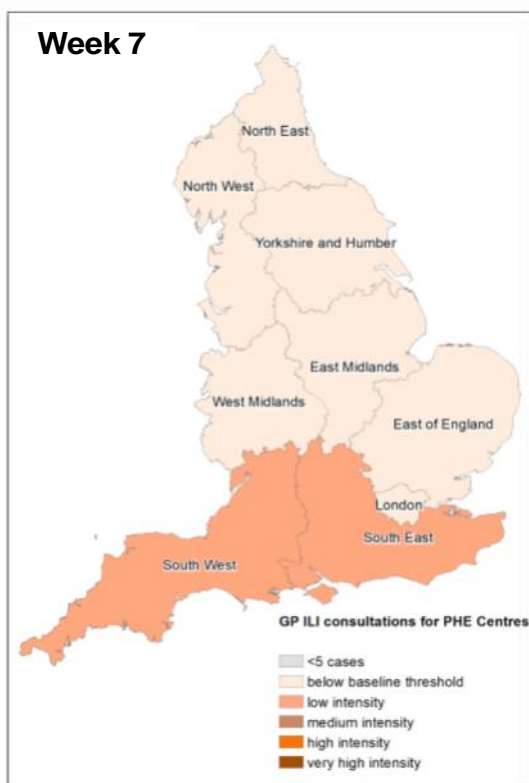 Week 7
North East
North West
Yorkshire and Humber
East Midlands
West Midlands
East of England
London
South East
South West
GP ILI consultations for PHE Centres
<5 cases
below baseline threshold
low intensity
medium intensity
high intensity
very high intensity